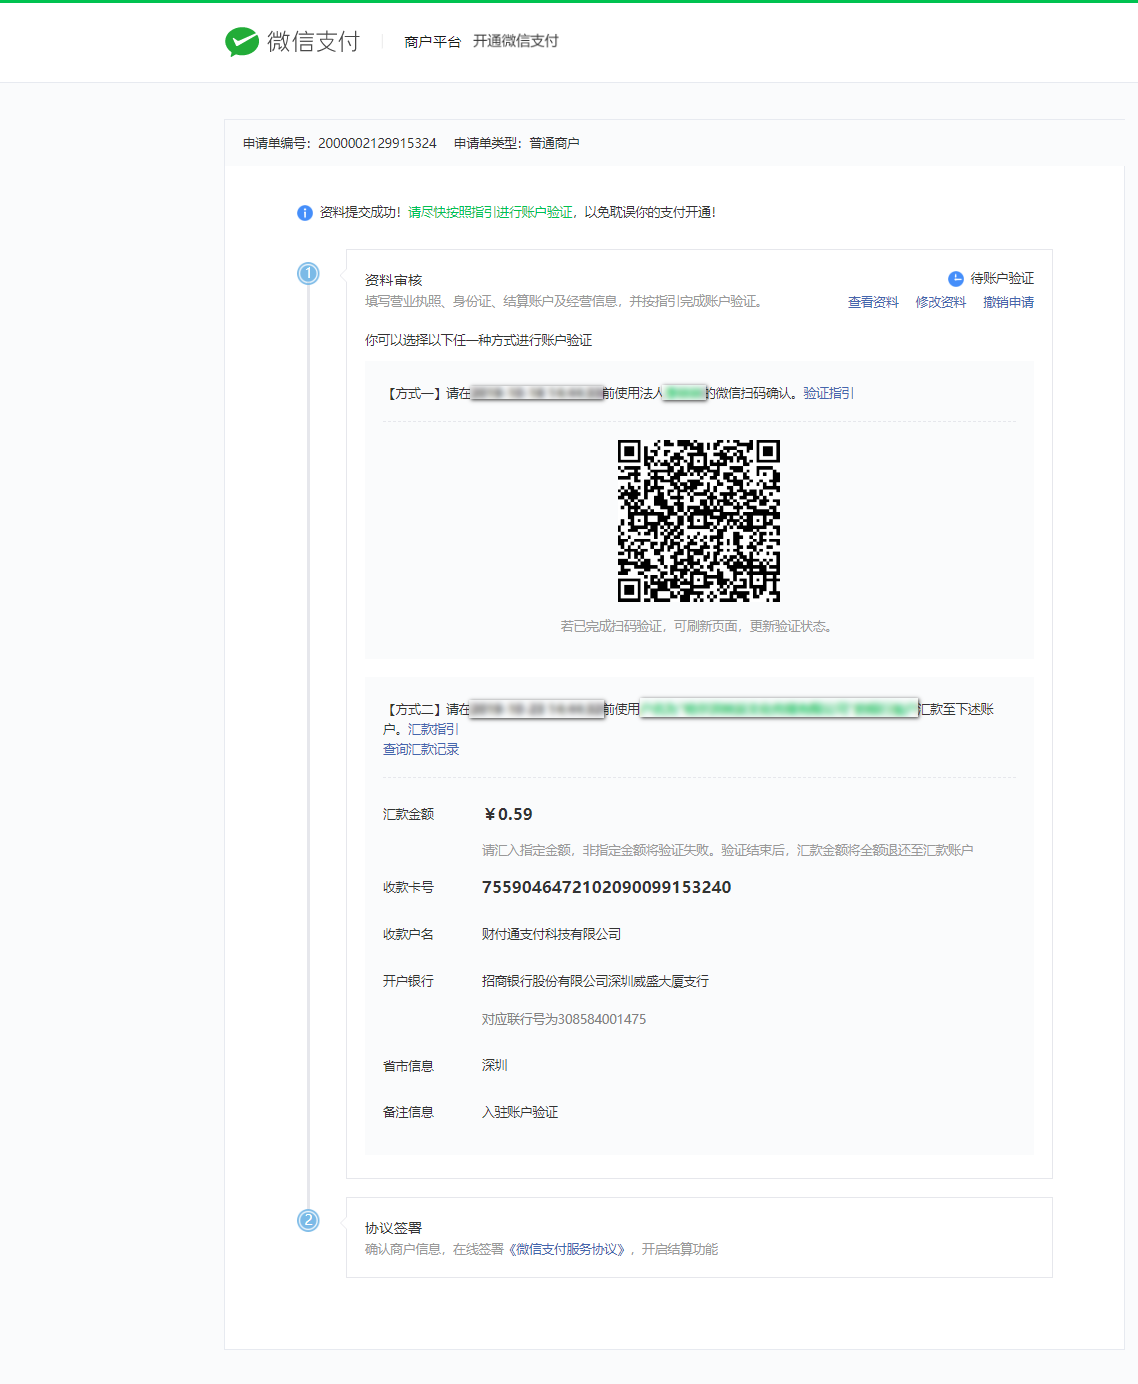 微信支付 商户平台 开通微信支付
申请单编号：2000002129915324 申请单类型：普通商户
资料提交成功！请尽快按照指引进行账户验证，以免耽误你的支付开通！
1
资料审核 待账户验证
填写营业执照、身份证、结算账户及经营信息，并按指引完成账户验证。 查看资料 修改资料 撤销申请
你可以选择以下任一种方式进行账户验证
【方式一】请在 前使用法人 的微信扫码确认。验证指引
若已完成扫码验证，可刷新页面，更新验证状态。
【方式二】请在 前使用 汇款至下述账
户。汇款指引
查询汇款记录
汇款金额 ￥0.59
请汇入指定金额，非指定金额将验证失败。验证结束后，汇款金额将全额退还至汇款账户
收款卡号 7559046472102090099153240
收款户名 财付通支付科技有限公司
开户银行 招商银行股份有限公司深圳威盛大厦支行
对应联行号为308584001475
省市信息 深圳
备注信息 入驻账户验证
2
协议签署
确认商户信息，在线签署《微信支付服务协议》，开启结算功能